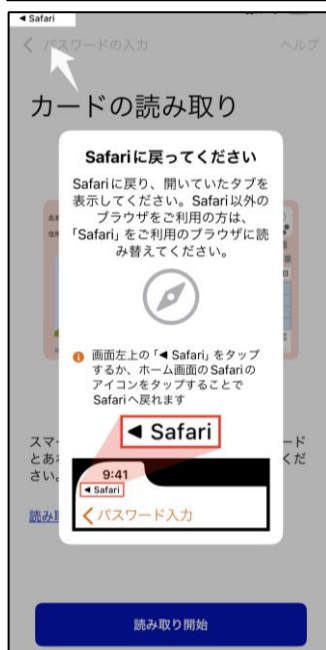 ◀ Safari
< パスワードの入力 ヘルプ
カードの読み取り
Safariに戻ってください
Safariに戻り、開いていたタブを
表示してください。Safari以外の
ブラウザをご利用の方は、
「Safari」をご利用のブラウザに読
み替えてください。
画面左上の「◀ Safari」をタップ
するか、ホーム画面のSafariの
アイコンをタップすることで
Safariへ戻れます
◀ Safari
スマ
ード
とあ
くだ
さい。
9:41
◀ Safari
< パスワード入力
読み取り開始